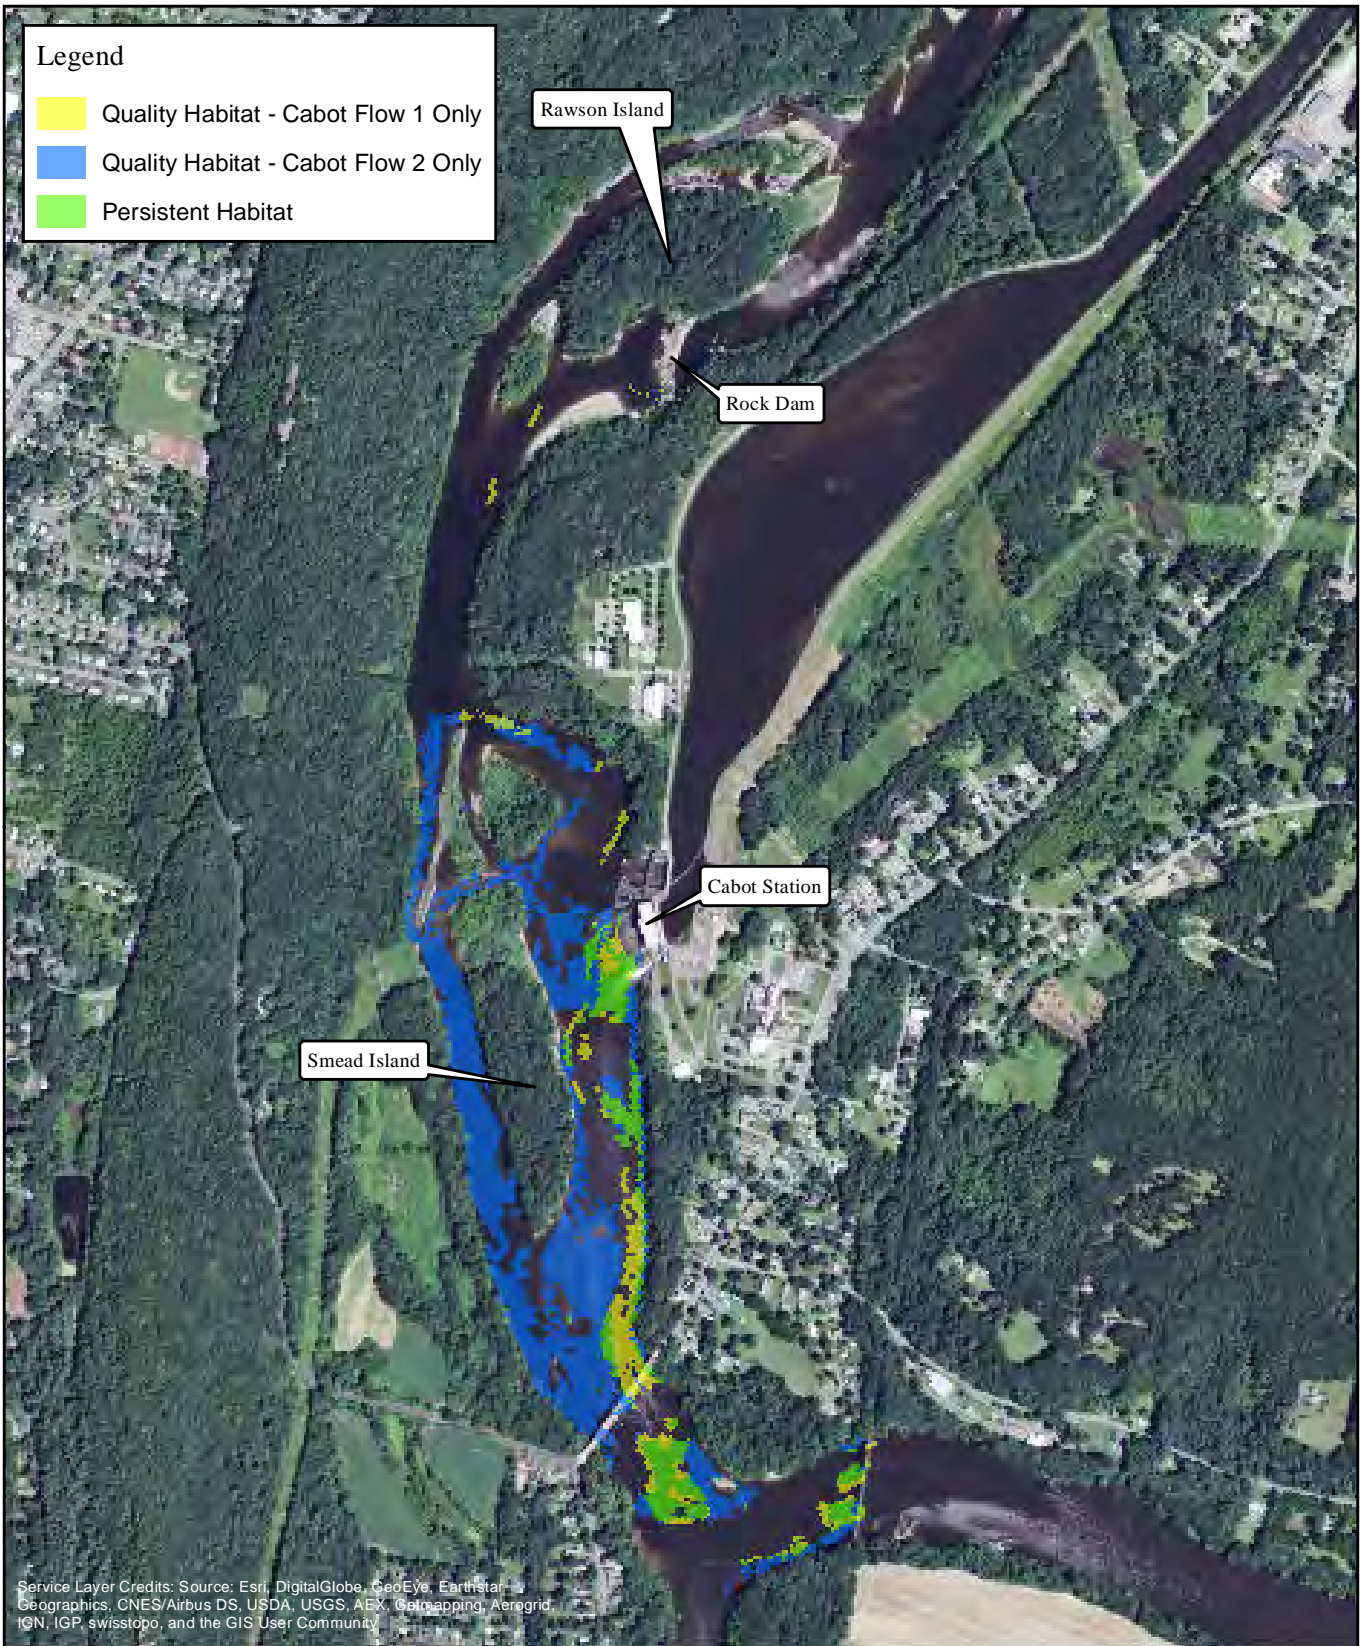 Legend
Quality Habitat - Cabot Flow 1 Only
Quality Habitat - Cabot Flow 2 Only
Persistent Habitat
Rawson Island
Rock Dam
Cabot Station
Smead Island
Service Layer Credits: Source: Esri, DigitalGlobe, GeoEye, Earthstar
Geographics, CNES/Airbus DS, USDA, USGS, AEX, Getmapping, Aerogrid,
IGN, IGP, swisstopo, and the GIS User Community